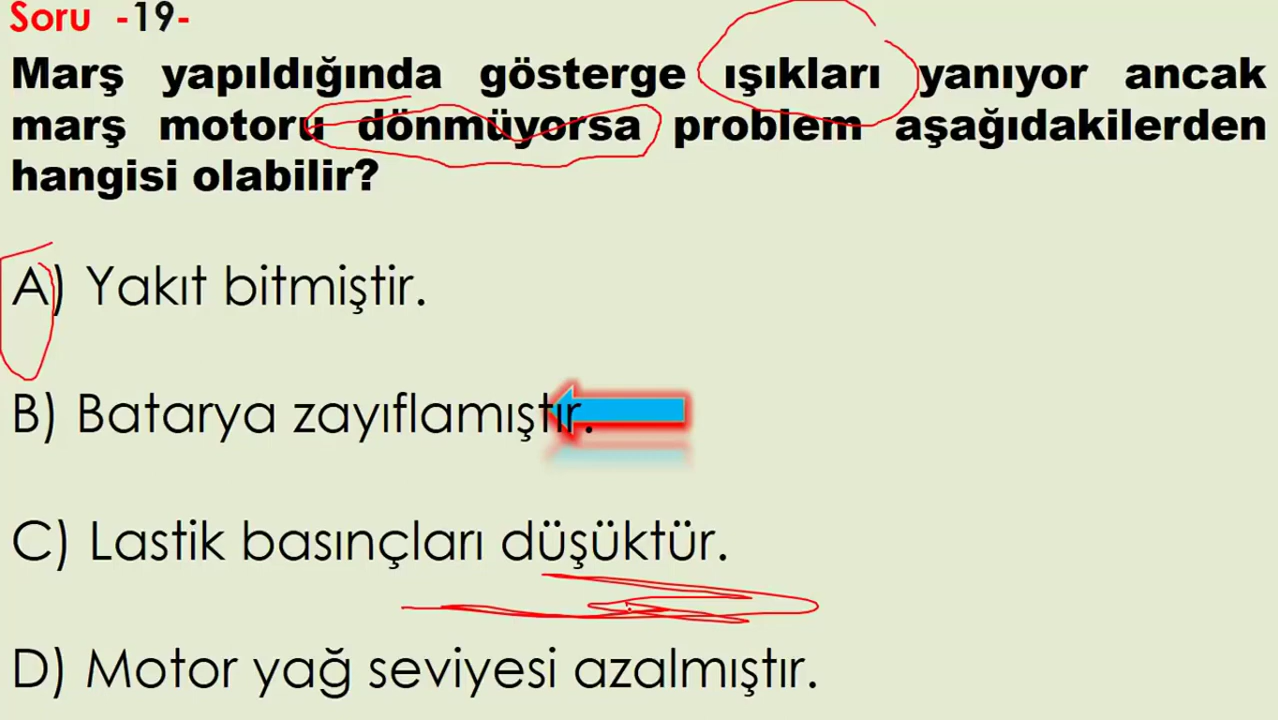 Soru -19-
Marş yapıldığında gösterge ışıkları yanıyor ancak
marş motoru dönmüyorsa problem aşağıdakilerden
hangisi olabilir?
A) Yakıt bitmiştir.
B) Batarya zayıflamıştır.
C) Lastik basınçları düşüktür.
D) Motor yağ seviyesi azalmıştır.